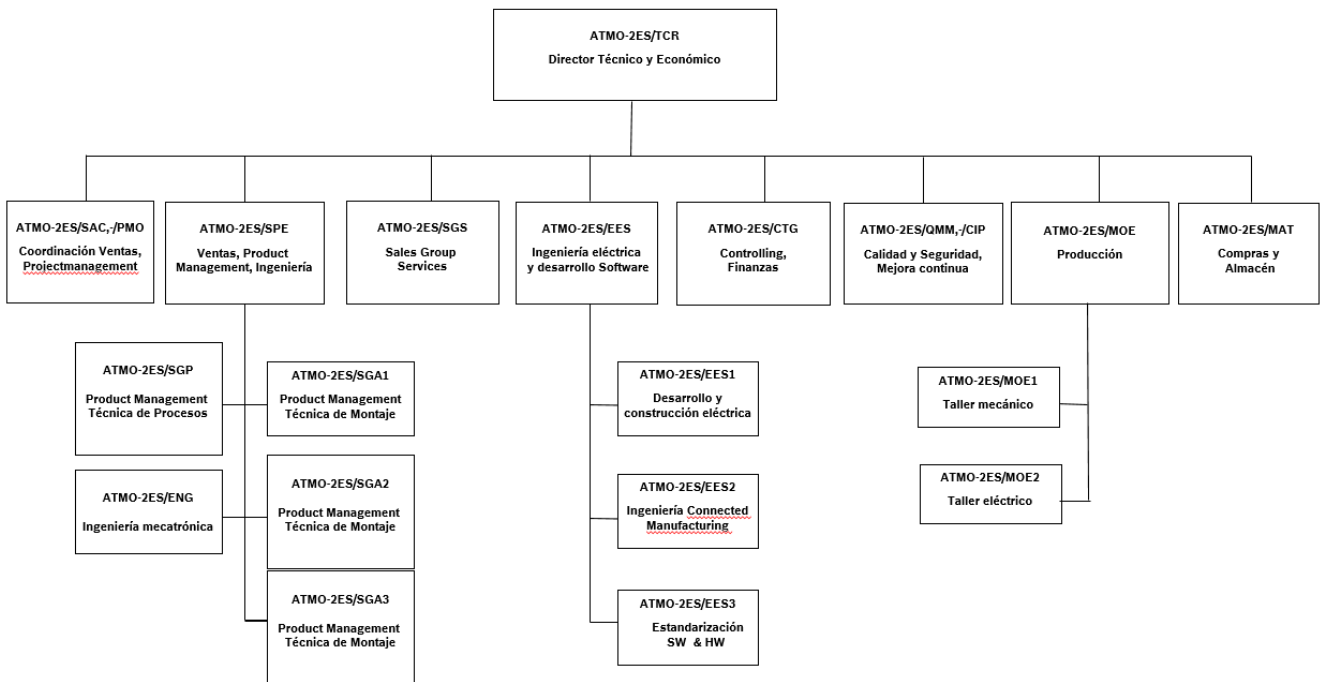 ATMO-2ES/TCR
Director Técnico y Económico
ATMO-2ES/SAC,-/PMO
Coordinación Ventas,
Projectmanagement
ATMO-2ES/SPE
Ventas, Product
Management, Ingeniería
ATMO-2ES/SGS
Sales Group
Services
ATMO-2ES/EES
Ingeniería eléctrica
y desarrollo Software
ATMO-2ES/CTG
Controlling,
Finanzas
ATMO-2ES/QMM,-/CIP
Calidad y Seguridad,
Mejora continua
ATMO-2ES/MOE
Producción
ATMO-2ES/MAT
Compras y
Almacén
ATMO-2ES/SGP
Product Management
Técnica de Procesos
ATMO-2ES/SGA1
Product Management
Técnica de Montaje
ATMO-2ES/ENG
Ingeniería mecatrónica
ATMO-2ES/SGA2
Product Management
Técnica de Montaje
ATMO-2ES/SGA3
Product Management
Técnica de Montaje
ATMO-2ES/EES1
Desarrollo y
construcción eléctrica
ATMO-2ES/EES2
Ingeniería Connected
Manufacturing
ATMO-2ES/EES3
Estandarización
SW & HW
ATMO-2ES/MOE1
Taller mecánico
ATMO-2ES/MOE2
Taller eléctrico